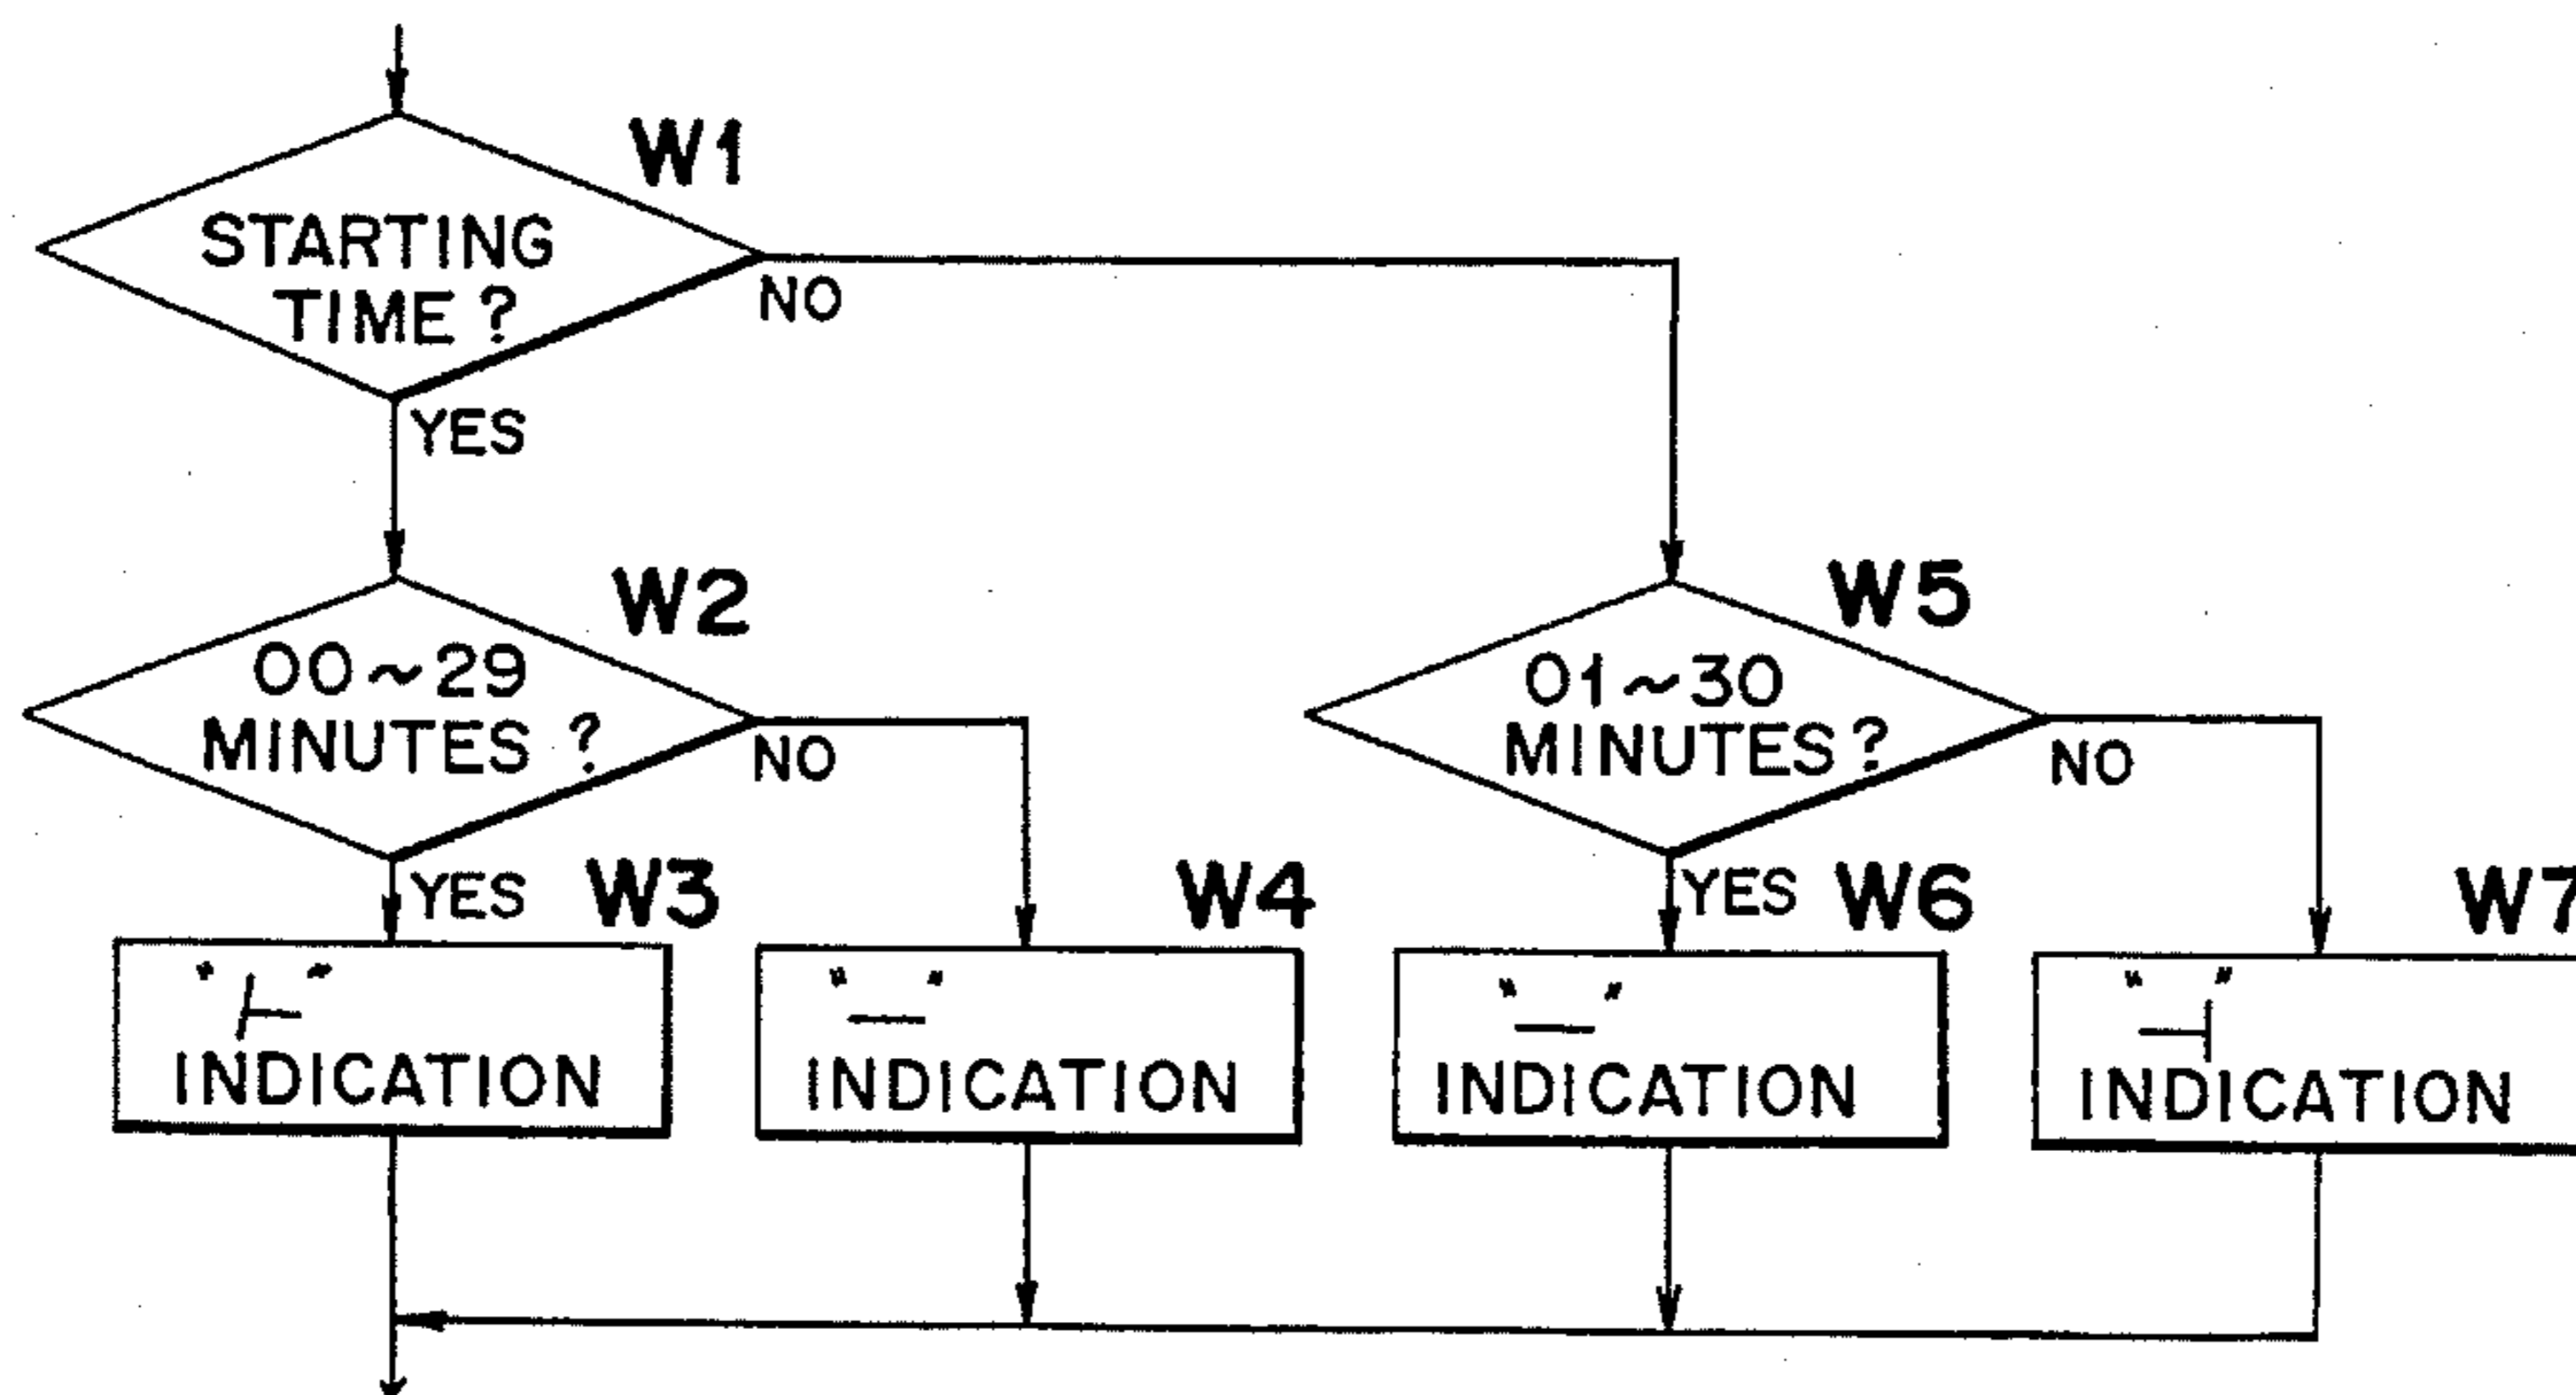 W1
STARTING
TIME ?
NO
YES
W2
00~29
MINUTES ?
NO
YES
W5
01~30
MINUTES ?
NO
YES
W3
"⊢"
INDICATION
W4
"—"
INDICATION
W6
"—"
INDICATION
W7
"⊣"
INDICATION